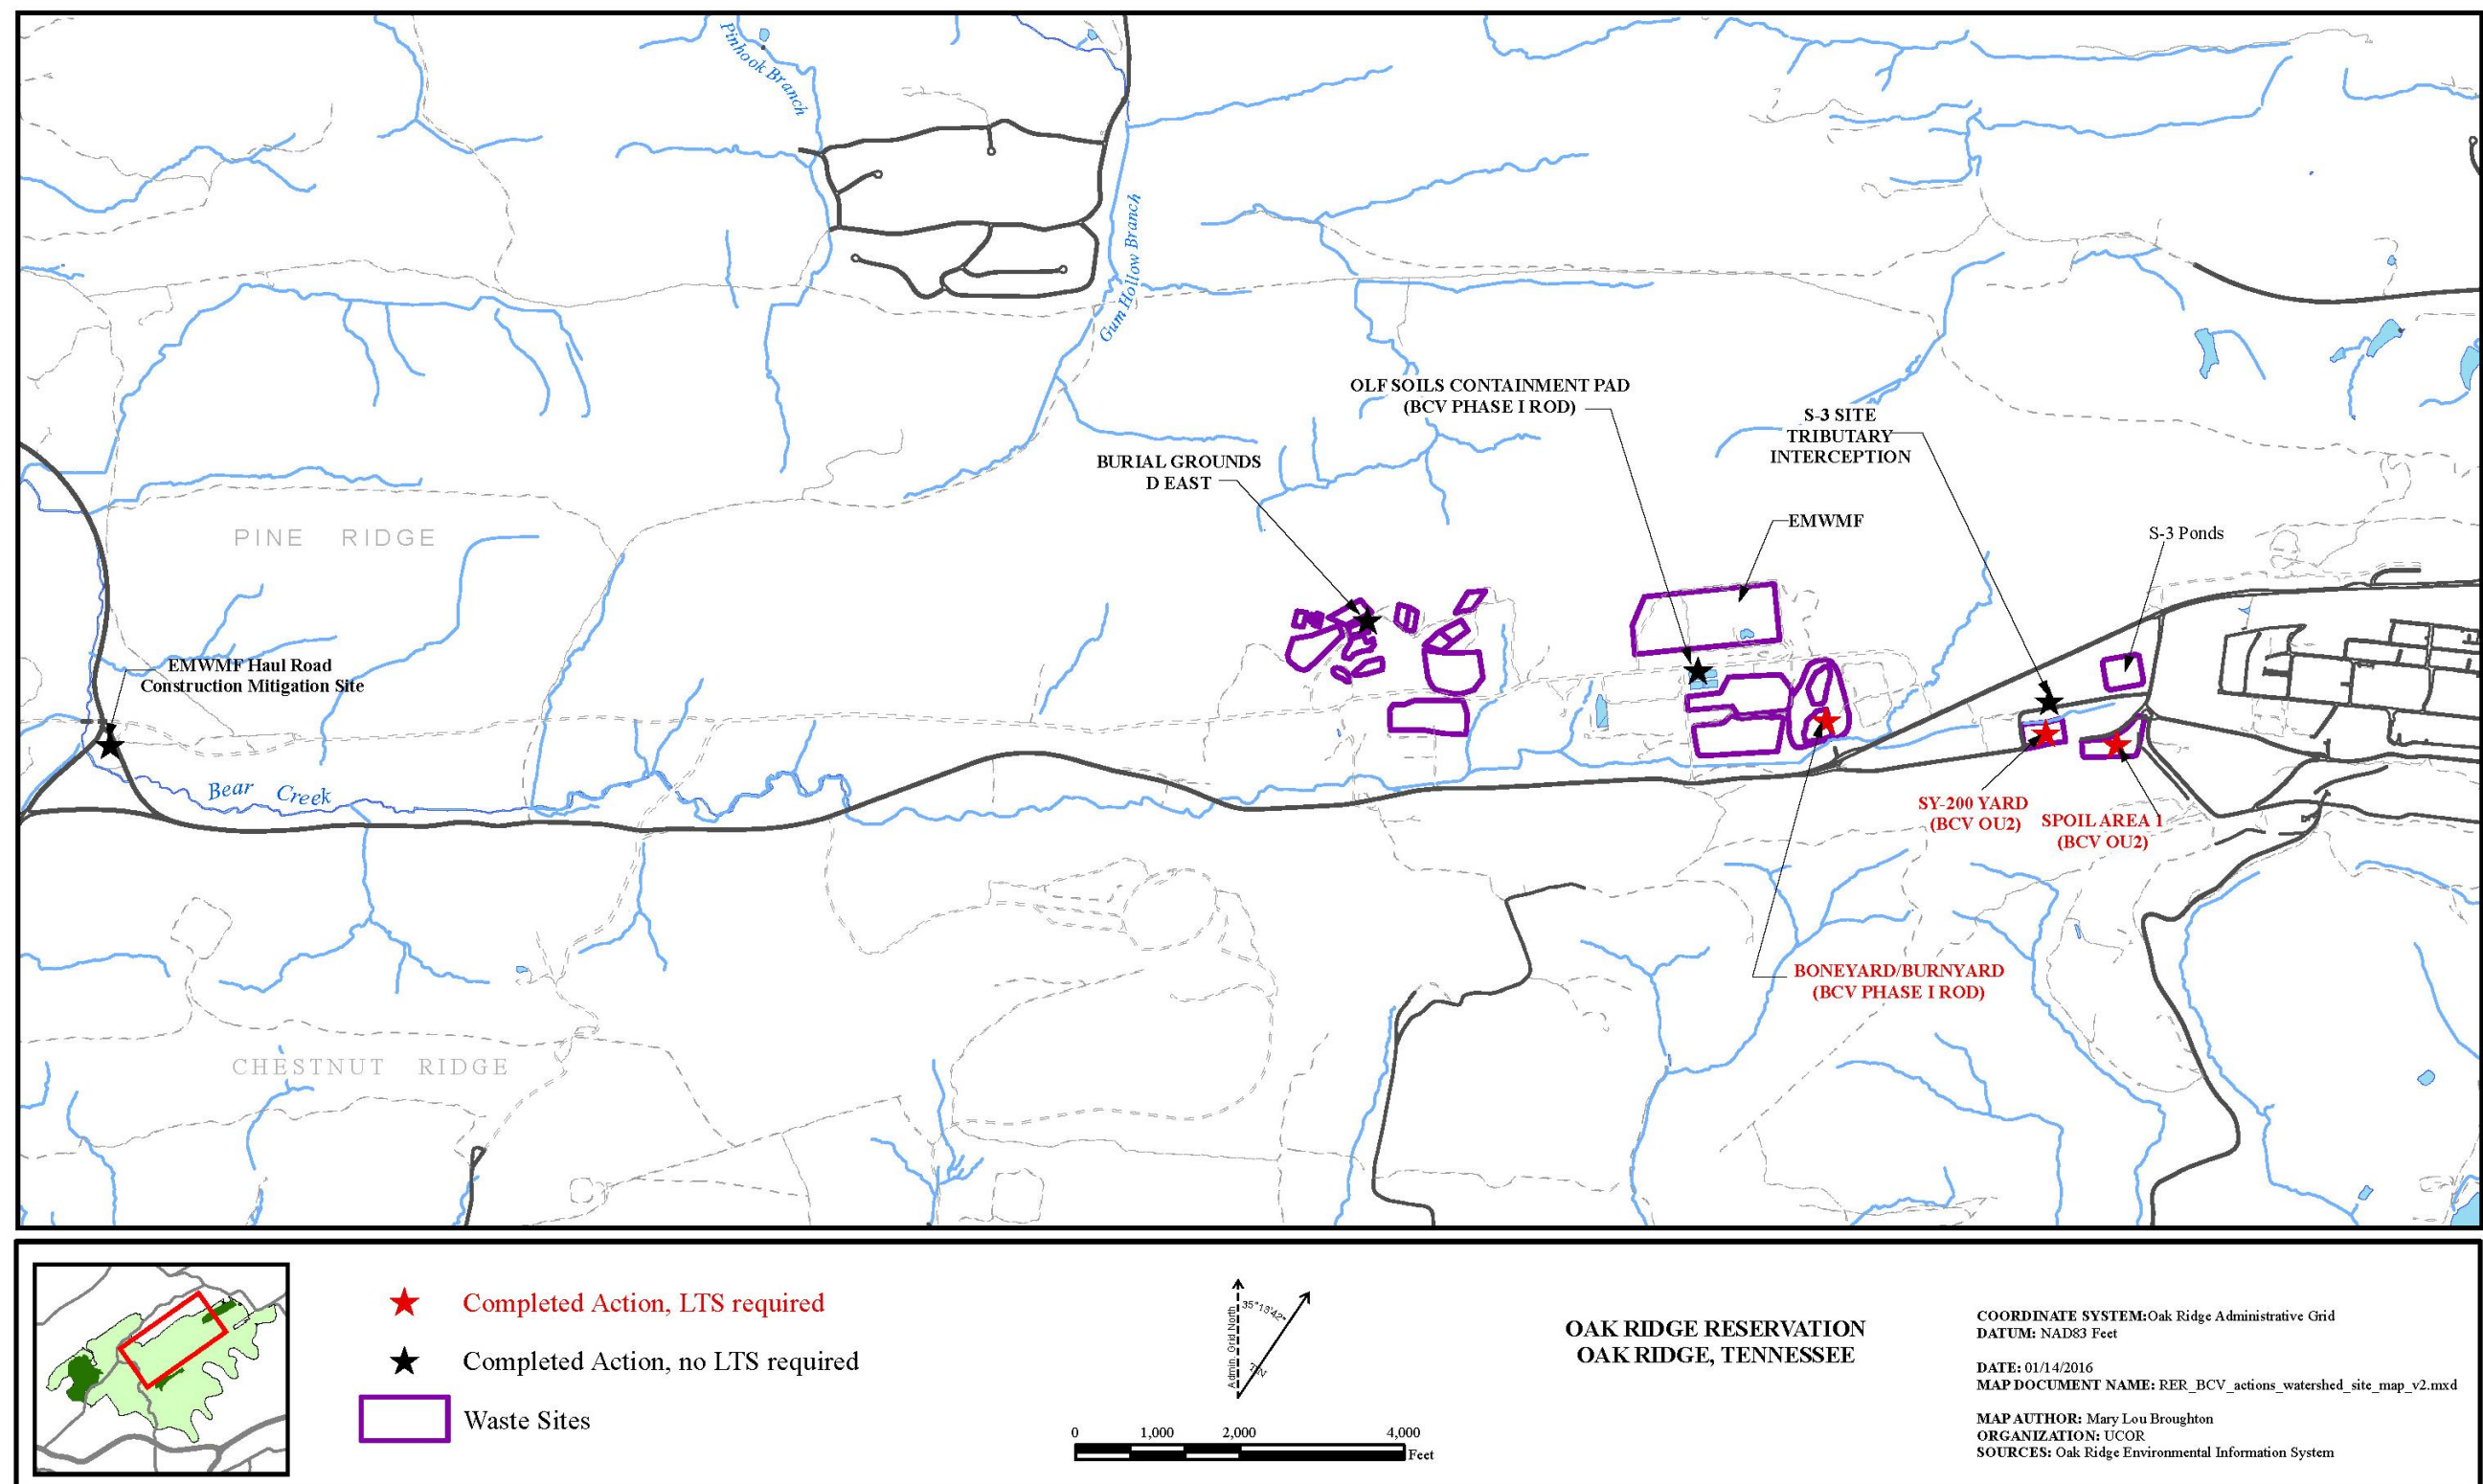 Pinhook Branch
Gum Hollow Branch
OLF SOILS CONTAINMENT PAD
(BCV PHASE I ROD)
S-3 SITE
TRIBUTARY
INTERCEPTION
BURIAL GROUNDS
D EAST
EMWMF
S-3 Ponds
PINE RIDGE
EMWMF Haul Road
Construction Mitigation Site
Bear Creek
SY-200 YARD
(BCV OU2)
SPOIL AREA 1
(BCV OU2)
BONEYARD/BURNYARD
(BCV PHASE I ROD)
CHESTNUT RIDGE
Completed Action, LTS required
Completed Action, no LTS required
Waste Sites
Admin. Grid North
35°13'42"
0 1,000 2,000 4,000
Feet
OAK RIDGE RESERVATION
OAK RIDGE, TENNESSEE
COORDINATE SYSTEM:Oak Ridge Administrative Grid
DATUM: NAD83 Feet
DATE: 01/14/2016
MAP DOCUMENT NAME: RER_BCV_actions_watershed_site_map_v2.mxd
MAP AUTHOR: Mary Lou Broughton
ORGANIZATION: UCOR
SOURCES: Oak Ridge Environmental Information System